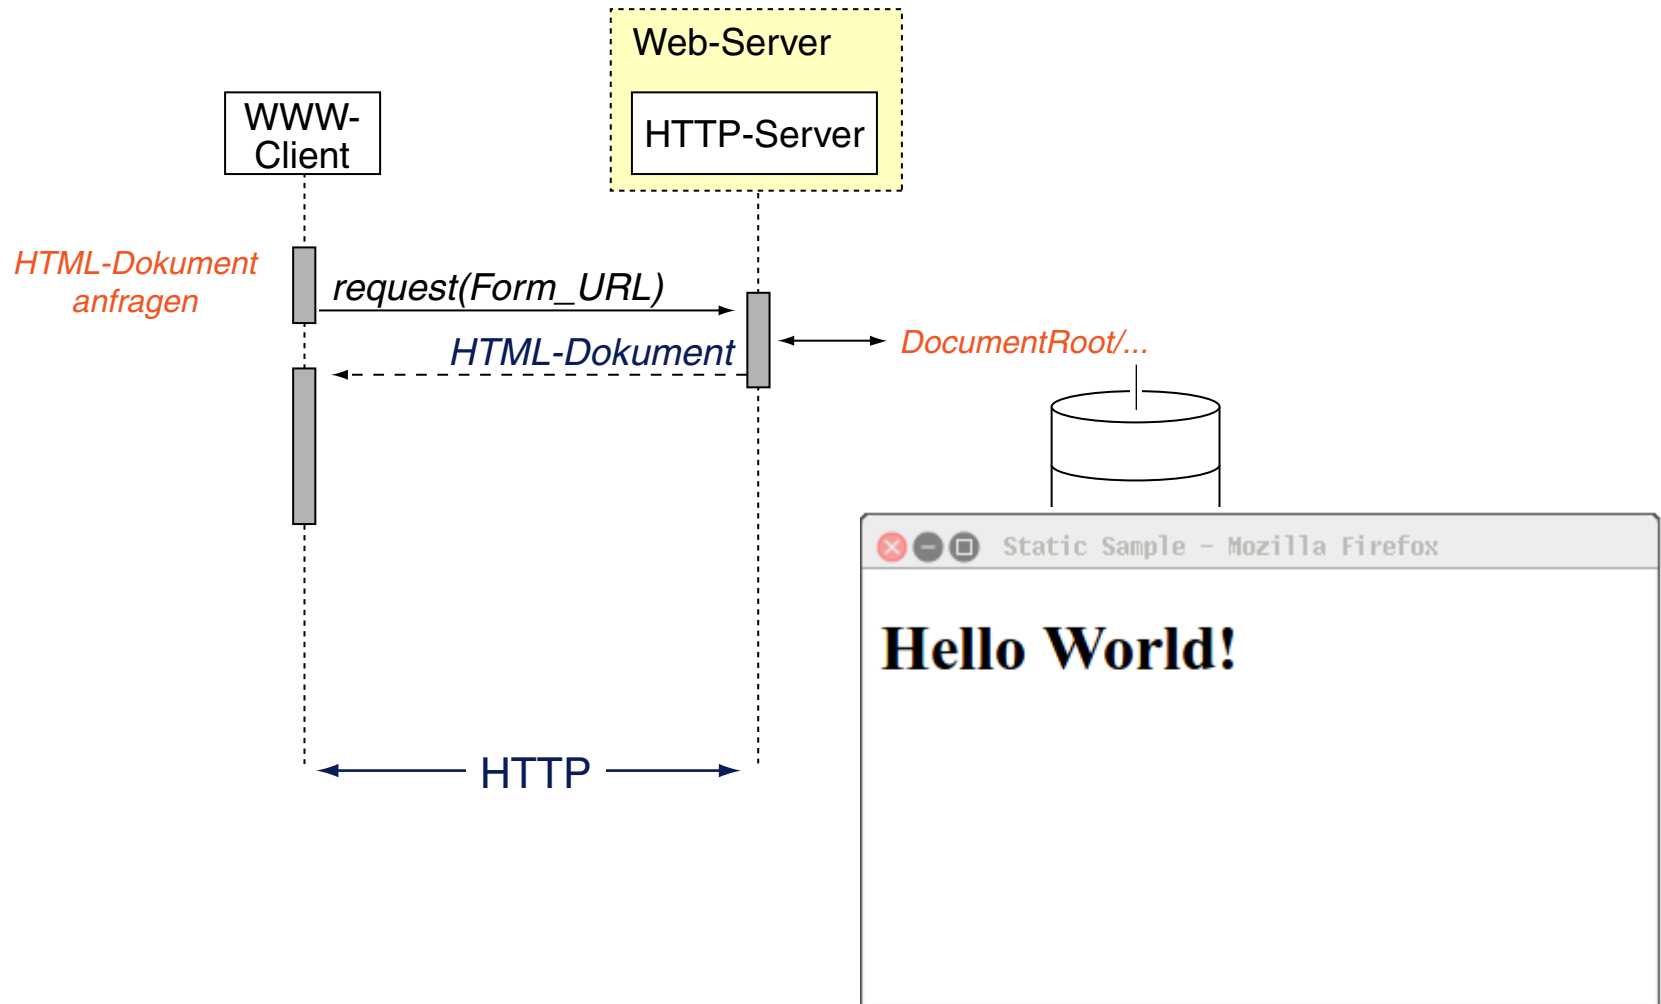 Web-Server
WWW-
Client
HTTP-Server
HTML-Dokument
anfragen
request(Form_URL)
HTML-Dokument
DocumentRoot/...
Static Sample - Mozilla Firefox
Hello World!
HTTP